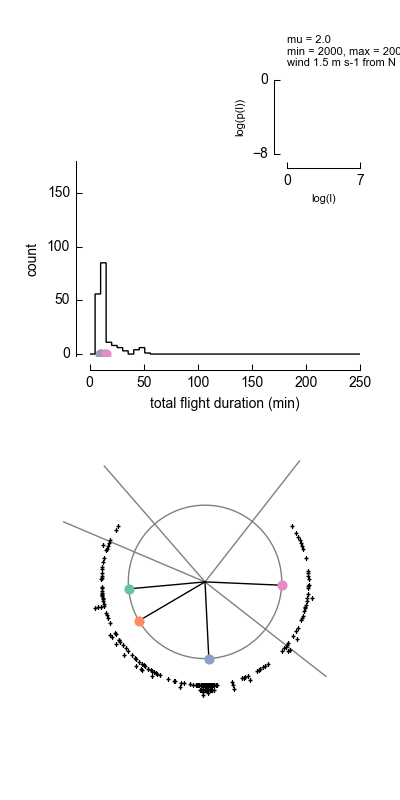 mu = 2.0
min = 2000, max = 200
wind 1.5 m s-1 from N
0
log(p(l))
−8
0 7
log(l)
150
count
100
50
0
0 50 100 150 200 250
total flight duration (min)